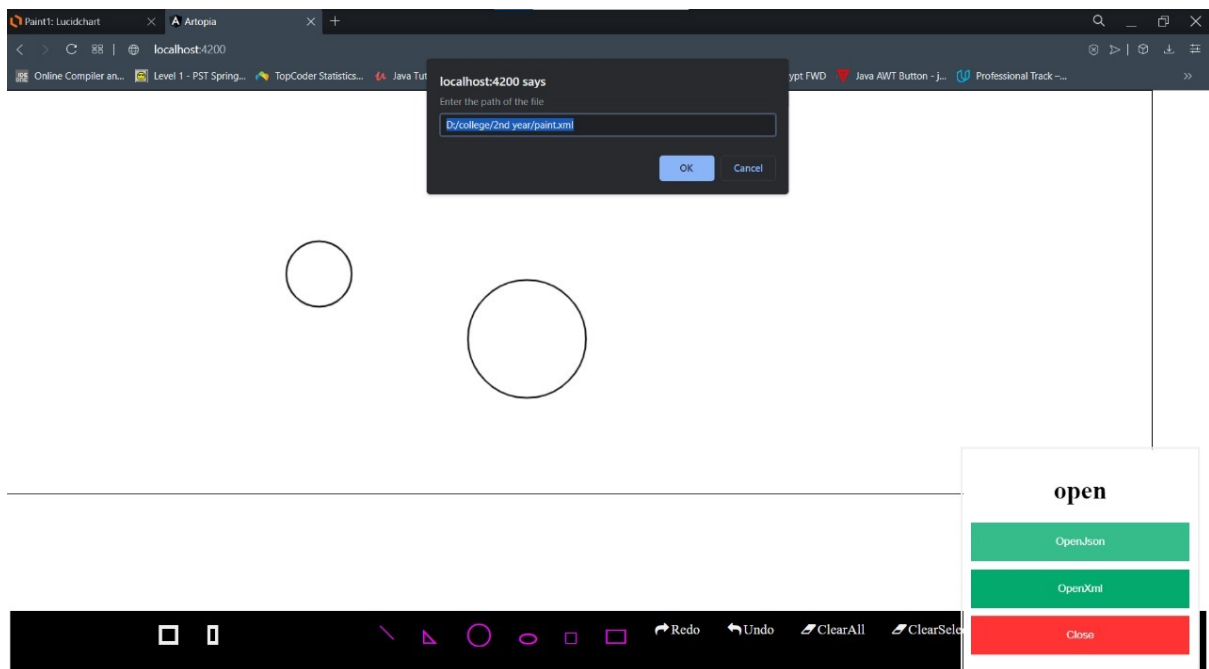 Paint1: Lucidchart
Artopia
localhost:4200
Online Compiler an...
Level 1 - PST Spring...
TopCoder Statistics...
Java Tut
ypt FWD
Java AWT Button - j...
Professional Track –...
localhost:4200 says
Enter the path of the file
D:/college/2nd year/paint.xml
OK
Cancel
open
OpenJson
OpenXml
Close
Redo
Undo
ClearAll
ClearSele